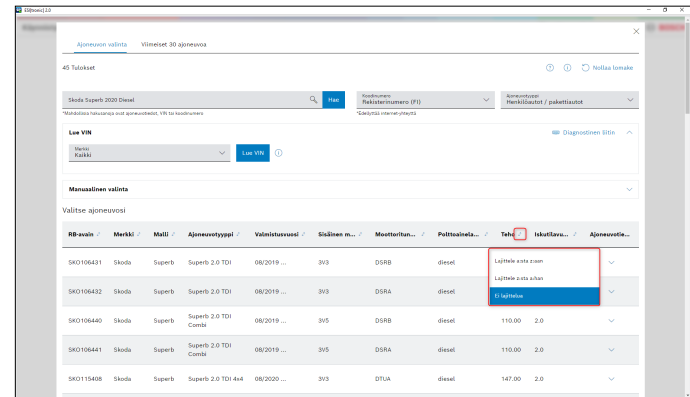 ESI[tronic] 2.0
Ajoneuvon valinta Viimeiset 30 ajoneuvoa
45 Tulokset Nollaa lomake
Skoda Superb 2020 Diesel Hae
Koodinumero
Rekisterinumero (FI)
Ajoneuvotyyppi
Henkilöautot / pakettiautot
*Mahdollisia hakusanoja ovat ajoneuvotiedot, VIN tai koodinumero *Edellyttää internet-yhteyttä
Lue VIN Diagnostinen liitin
Merkki
Kaikki
Lue VIN
Manuaalinen valinta
Valitse ajoneuvosi
RB-avain Merkki Malli Ajoneuvotyyppi Valmistusvuosi Sisäinen m... Moottoritun... Polttoainela... Teho Iskutilavu... Ajoneuvotie...
SKO106431 Skoda Superb Superb 2.0 TDI 08/2019 ... 3V3 DSRB diesel
Lajittele a:sta z:aan
Lajittele z:sta a:han
Ei lajittelua
SKO106432 Skoda Superb Superb 2.0 TDI 08/2019 ... 3V3 DSRA diesel
SKO106440 Skoda Superb Superb 2.0 TDI Combi 08/2019 ... 3V5 DSRB diesel 110.00 2.0
SKO106441 Skoda Superb Superb 2.0 TDI Combi 08/2019 ... 3V5 DSRA diesel 110.00 2.0
SKO115408 Skoda Superb Superb 2.0 TDI 4x4 08/2020 ... 3V3 DTUA diesel 147.00 2.0